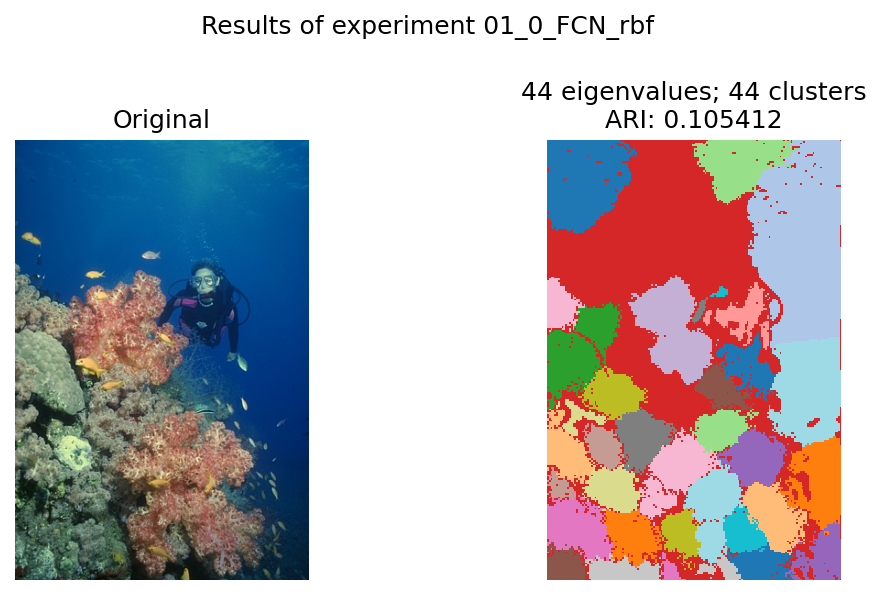 Results of experiment 01_0_FCN_rbf
Original
44 eigenvalues; 44 clusters
ARI: 0.105412